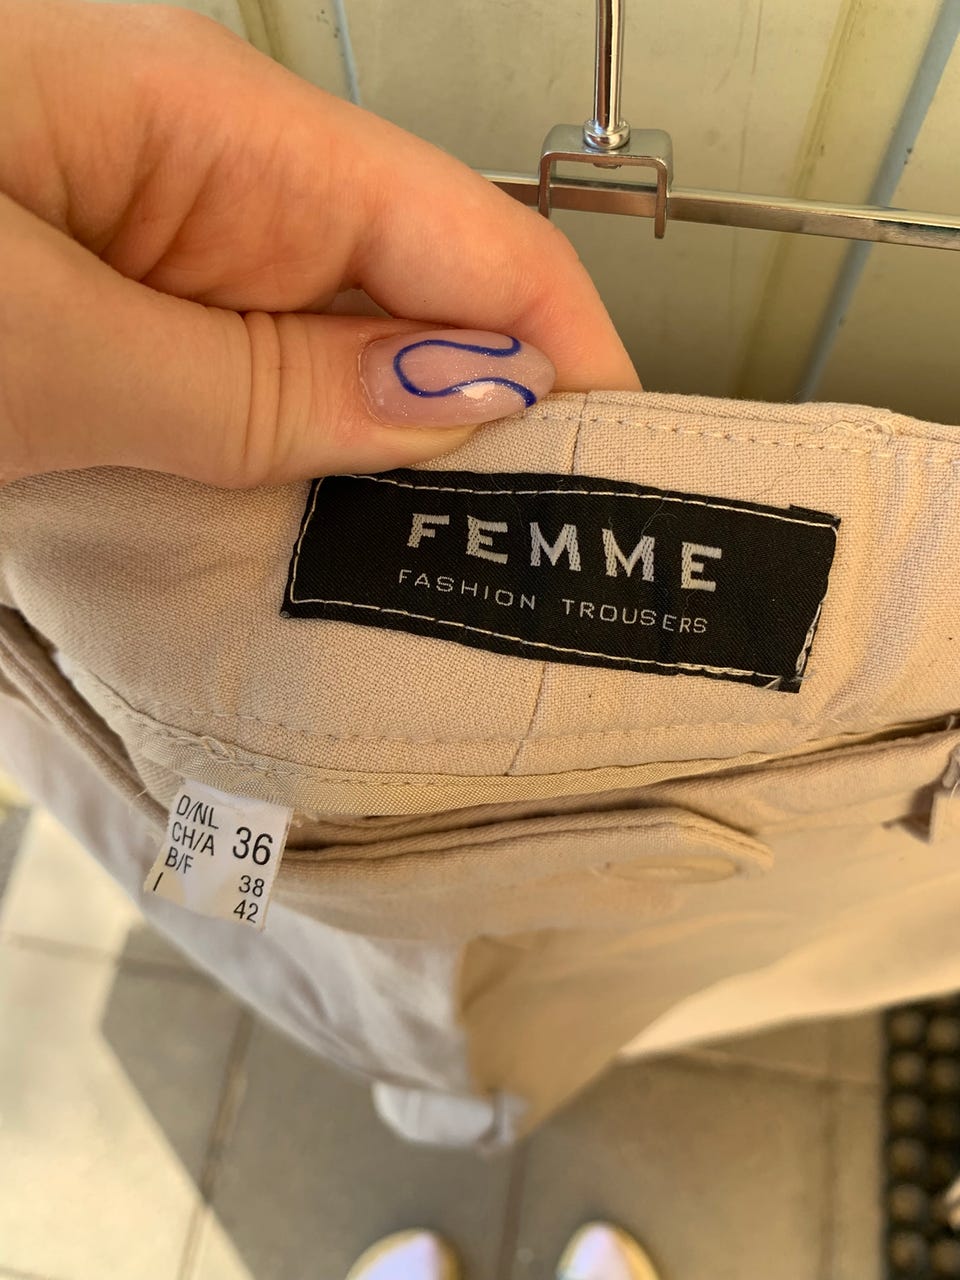 FEMME
FASHION TROUSERS
D/NL
CH/A 36
B/F 38
I 42